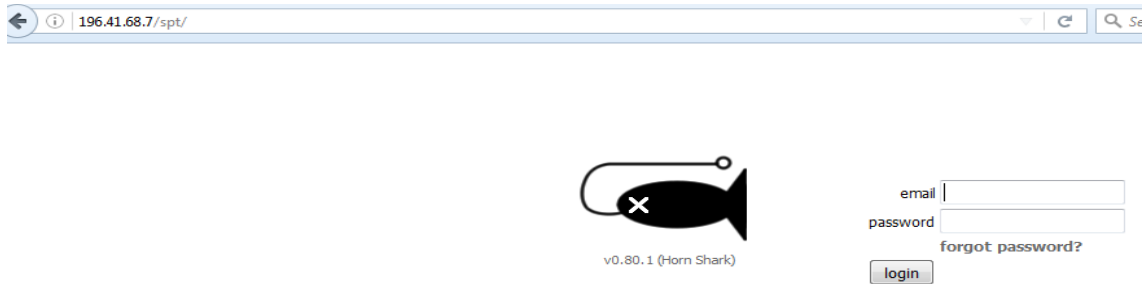 196.41.68.7/spt/
email
password
forgot password?
v0.80.1 (Horn Shark)
login